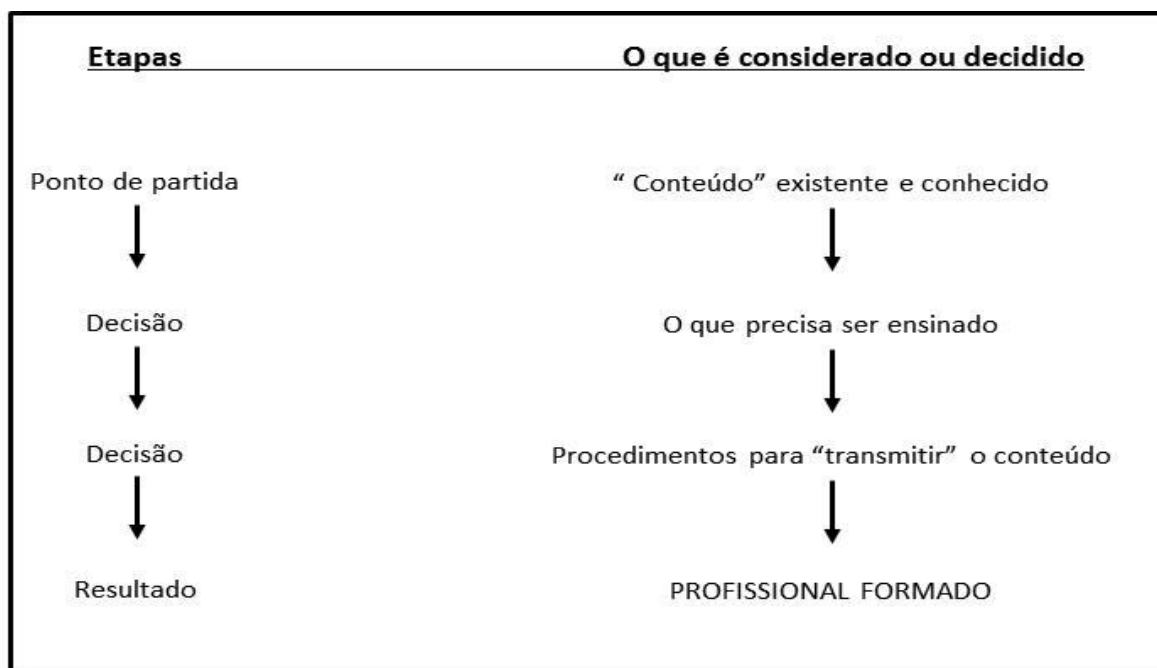 Etapas O que é considerado ou decidido
Ponto de partida “ Conteúdo” existente e conhecido
Decisão O que precisa ser ensinado
Decisão Procedimentos para “transmitir” o conteúdo
Resultado PROFISSIONAL FORMADO